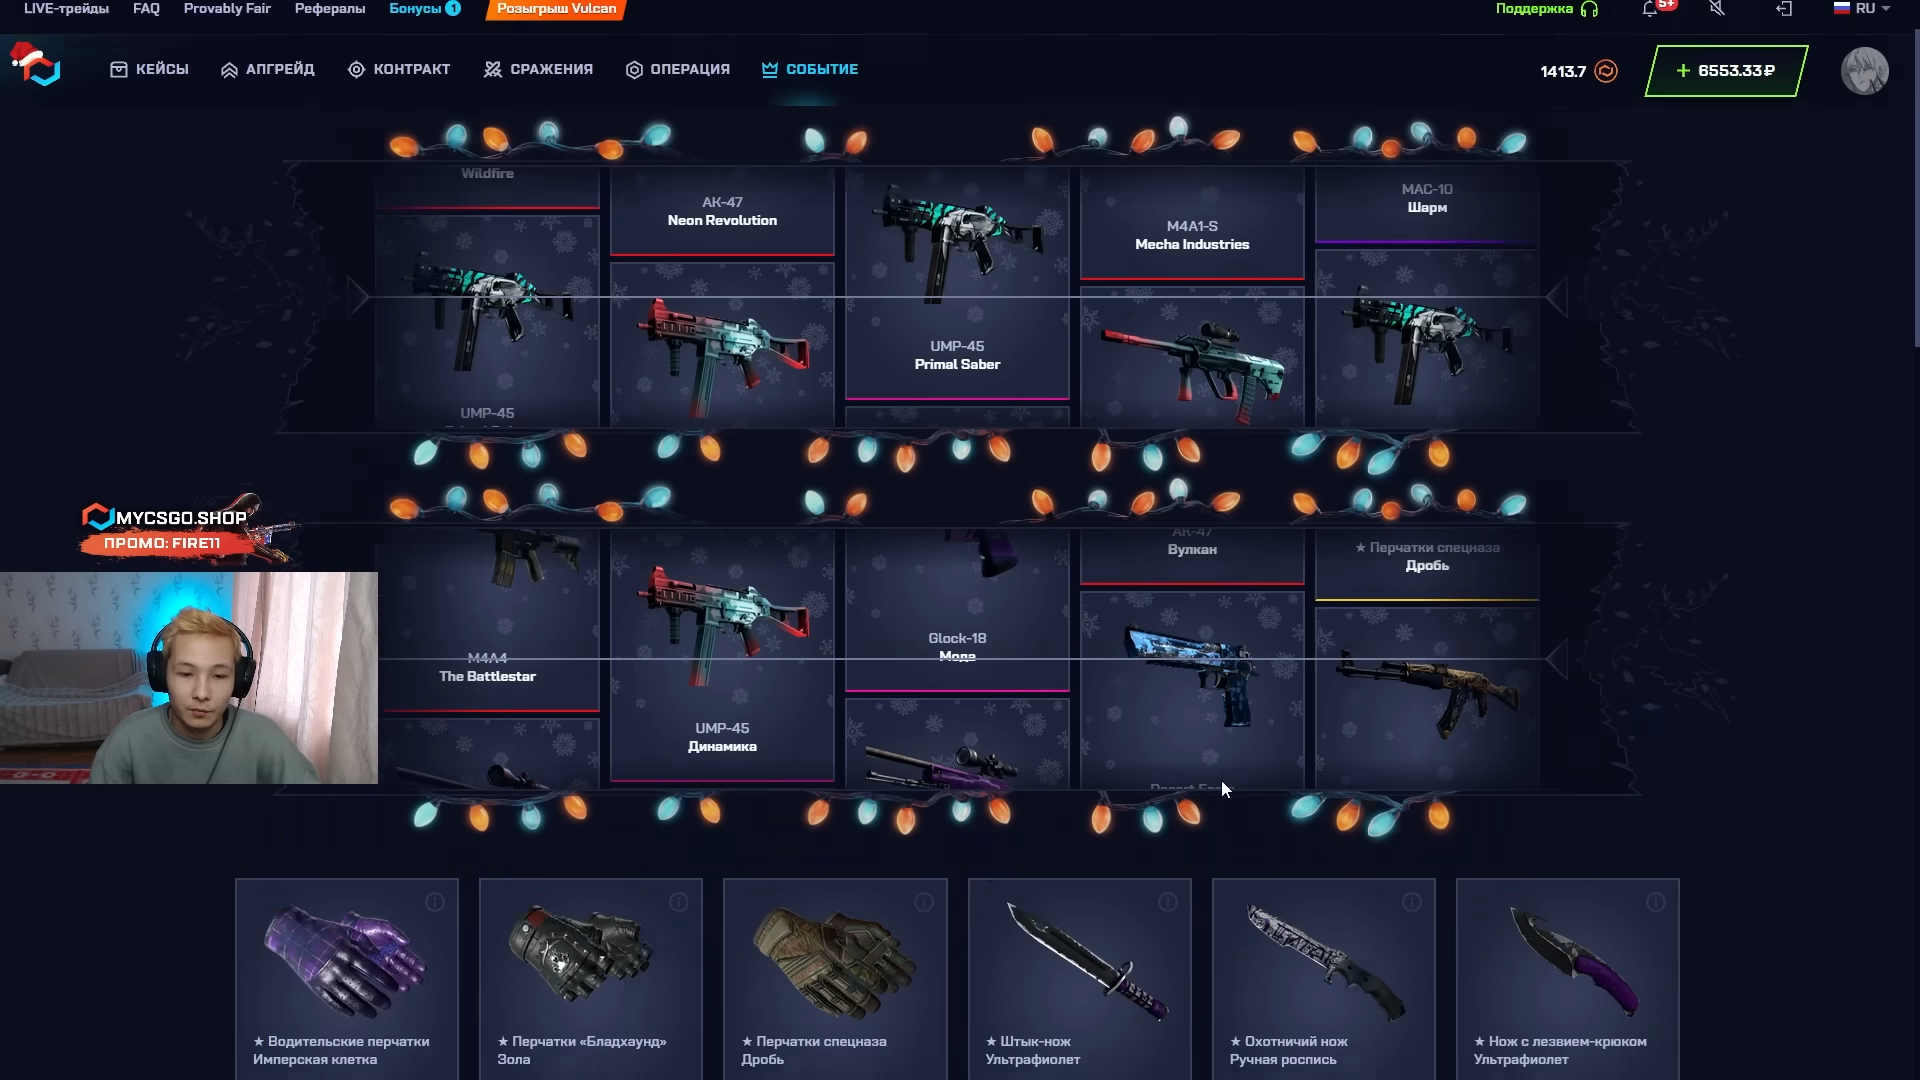 LIVE-трейды
FAQ
Provably Fair
Рефералы
Бонусы 1
Розыгрыш Vulcan
Поддержка
5+
RU
КЕЙСЫ
АПГРЕЙД
КОНТРАКТ
СРАЖЕНИЯ
ОПЕРАЦИЯ
СОБЫТИЕ
1413.7
+ 6553.33₽
Wildfire
AK-47
Neon Revolution
M4A1-S
Mecha Industries
MAC-10
Шарм
UMP-45
Primal Saber
UMP-45
MYCSGO.SHOP
ПРОМО: FIRE11
AK-47
Вулкан
★ Перчатки спецназа
Дробь
M4A4
The Battlestar
Glock-18
Мода
UMP-45
Динамика
★ Водительские перчатки
Имперская клетка
★ Перчатки «Бладхаунд»
Зола
★ Перчатки спецназа
Дробь
★ Штык-нож
Ультрафиолет
★ Охотничий нож
Ручная роспись
★ Нож с лезвием-крюком
Ультрафиолет